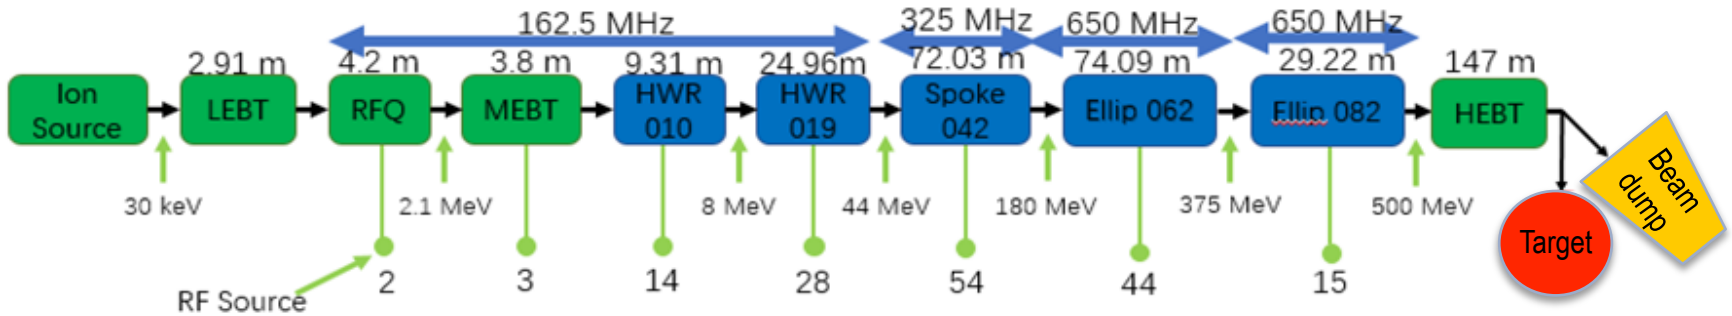 162.5 MHz
325 MHz
650 MHz
650 MHz
2.91 m
4.2 m
3.8 m
9.31 m
24.96m
72.03 m
74.09 m
29.22 m
147 m
Ion
Source
LEBT
RFQ
MEBT
HWR
010
HWR
019
Spoke
042
Ellip 062
Ellip 082
HEBT
30 keV
2.1 MeV
8 MeV
44 MeV
180 MeV
375 MeV
500 MeV
Target
Beam
dump
RF Source
2
3
14
28
54
44
15